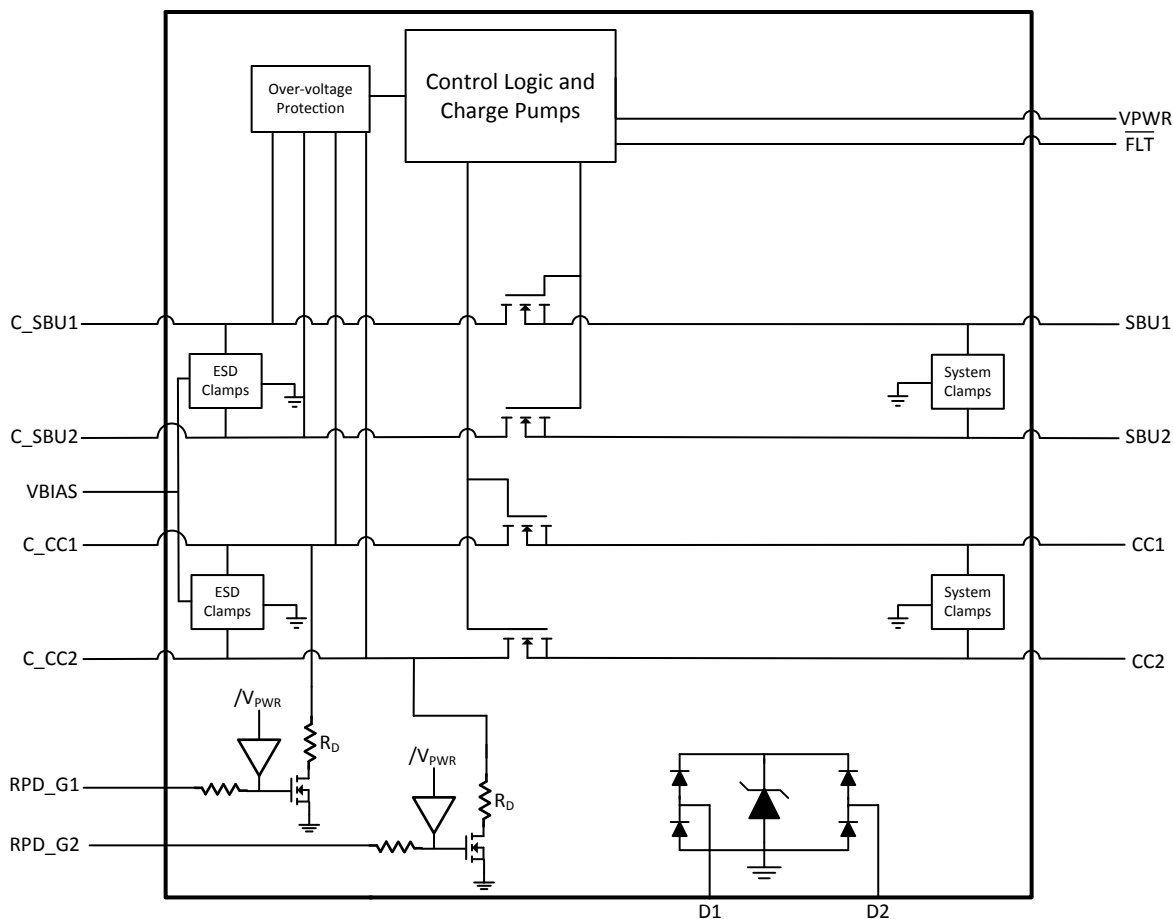 Over-voltage
Protection
Control Logic and
Charge Pumps
VPWR
FLT
C_SBU1
SBU1
ESD
Clamps
System
Clamps
C_SBU2
SBU2
VBIAS
C_CC1
CC1
ESD
Clamps
System
Clamps
C_CC2
CC2
/VPWR
RD
/VPWR
RPD_G1
RD
RPD_G2
D1
D2